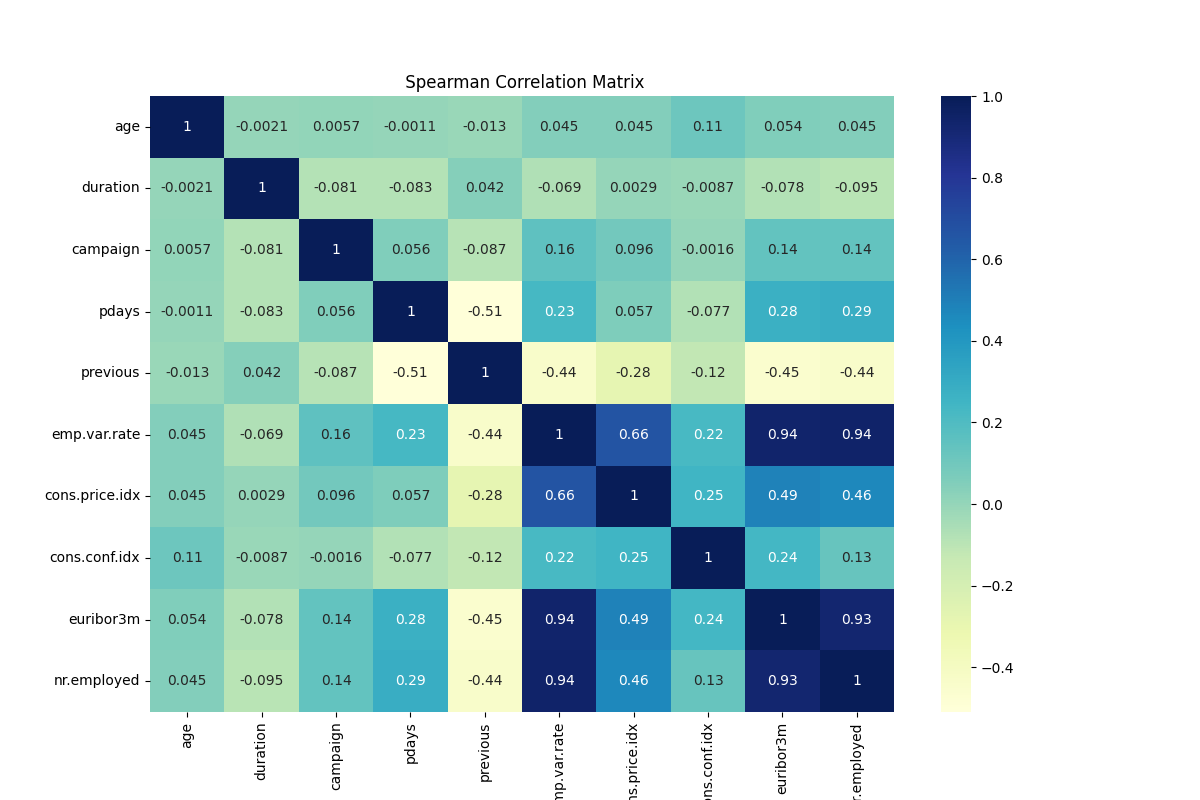 Spearman Correlation Matrix
age 1 -0.0021 0.0057 -0.0011 -0.013 0.045 0.045 0.11 0.054 0.045
duration -0.0021 1 -0.081 -0.083 0.042 -0.069 0.0029 -0.0087 -0.078 -0.095
campaign 0.0057 -0.081 1 0.056 -0.087 0.16 0.096 -0.0016 0.14 0.14
pdays -0.0011 -0.083 0.056 1 -0.51 0.23 0.057 -0.077 0.28 0.29
previous -0.013 0.042 -0.087 -0.51 1 -0.44 -0.28 -0.12 -0.45 -0.44
emp.var.rate 0.045 -0.069 0.16 0.23 -0.44 1 0.66 0.22 0.94 0.94
cons.price.idx 0.045 0.0029 0.096 0.057 -0.28 0.66 1 0.25 0.49 0.46
cons.conf.idx 0.11 -0.0087 -0.0016 -0.077 -0.12 0.22 0.25 1 0.24 0.13
euribor3m 0.054 -0.078 0.14 0.28 -0.45 0.94 0.49 0.24 1 0.93
nr.employed 0.045 -0.095 0.14 0.29 -0.44 0.94 0.46 0.13 0.93 1
age duration campaign pdays previous mp.var.rate ns.price.idx ons.conf.idx euribor3m r.employed
1.0
0.8
0.6
0.4
0.2
0.0
−0.2
−0.4